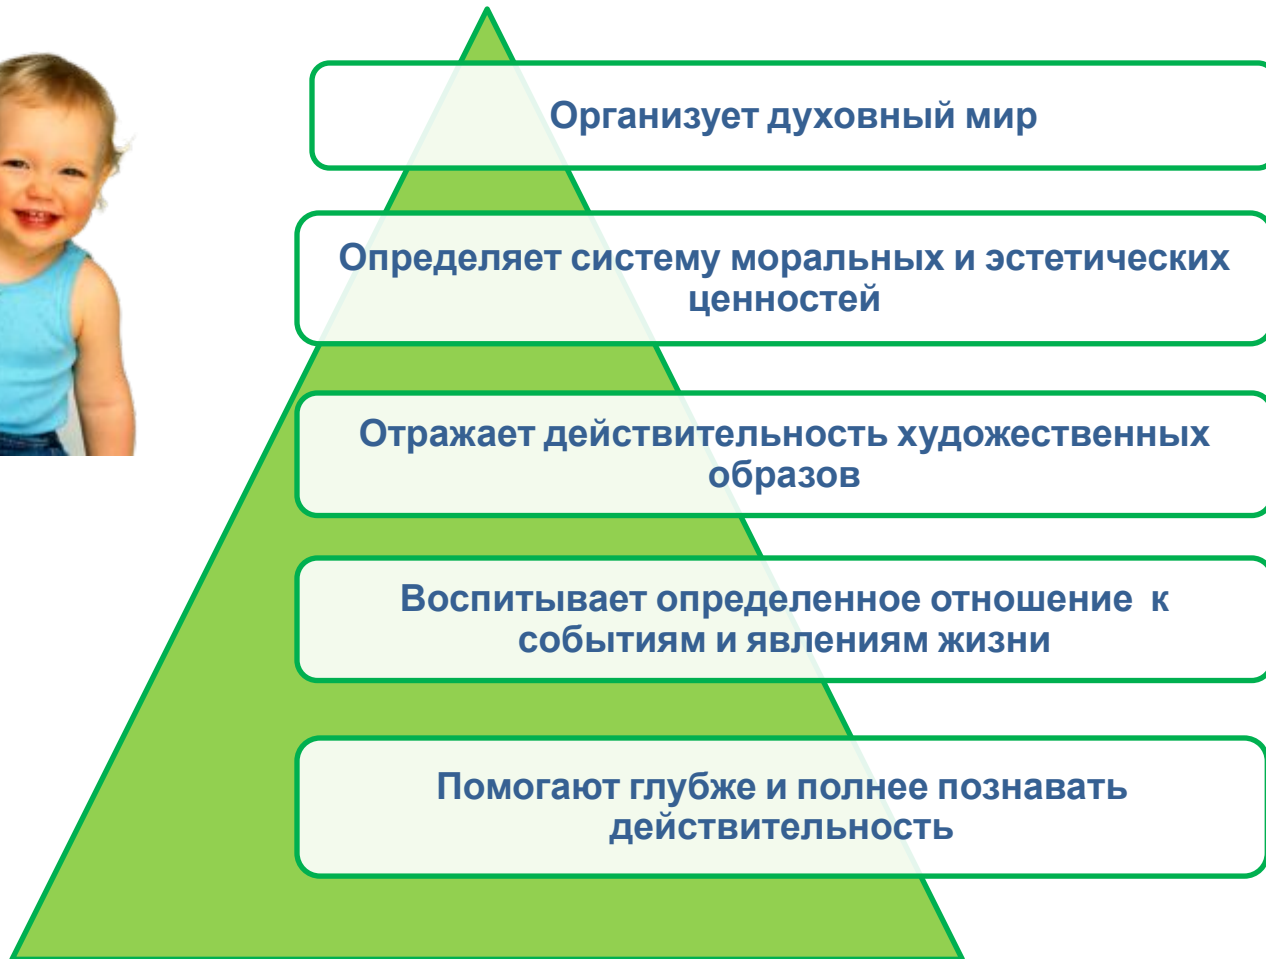 Организует духовный мир
Определяет систему моральных и эстетических
ценностей
Отражает действительность художественных
образов
Воспитывает определенное отношение  к
событиям и явлениям жизни
Помогают глубже и полнее познавать
действительность